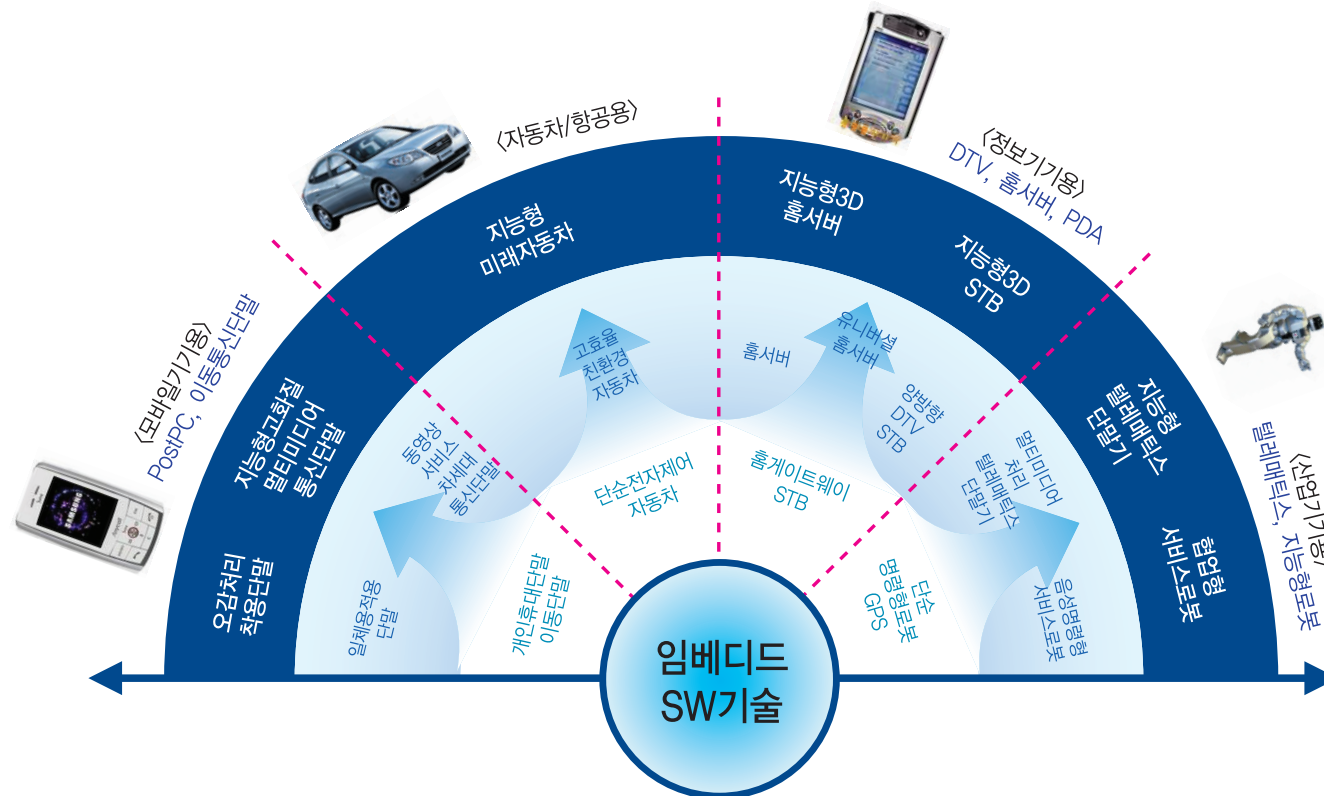 〈모바일기기용〉
PostPC, 이동통신단말
〈자동차/항공용〉
〈정보기기용〉
DTV, 홈서버, PDA
〈산업기기용〉
텔레매틱스, 지능형로봇
오감처리
착용단말
지능형고화질
멀티미디어
통신단말
지능형
미래자동차
지능형3D
홈서버
지능형3D
STB
지능형
텔레매틱스
단말기
협업형
서비스로봇
일체용적용
단말
동영상
서비스
차세대
통신단말
고효율
친환경
자동차
홈서버
유니버셜
홈서버
양방향
DTV
STB
멀티미디어
처리
텔레매틱스
단말기
음성명령형
서비스로봇
개인휴대단말
이동단말
단순전자제어
자동차
홈게이트웨이
STB
단순
명령형로봇
GPS
임베디드
SW기술
SAMSUNG